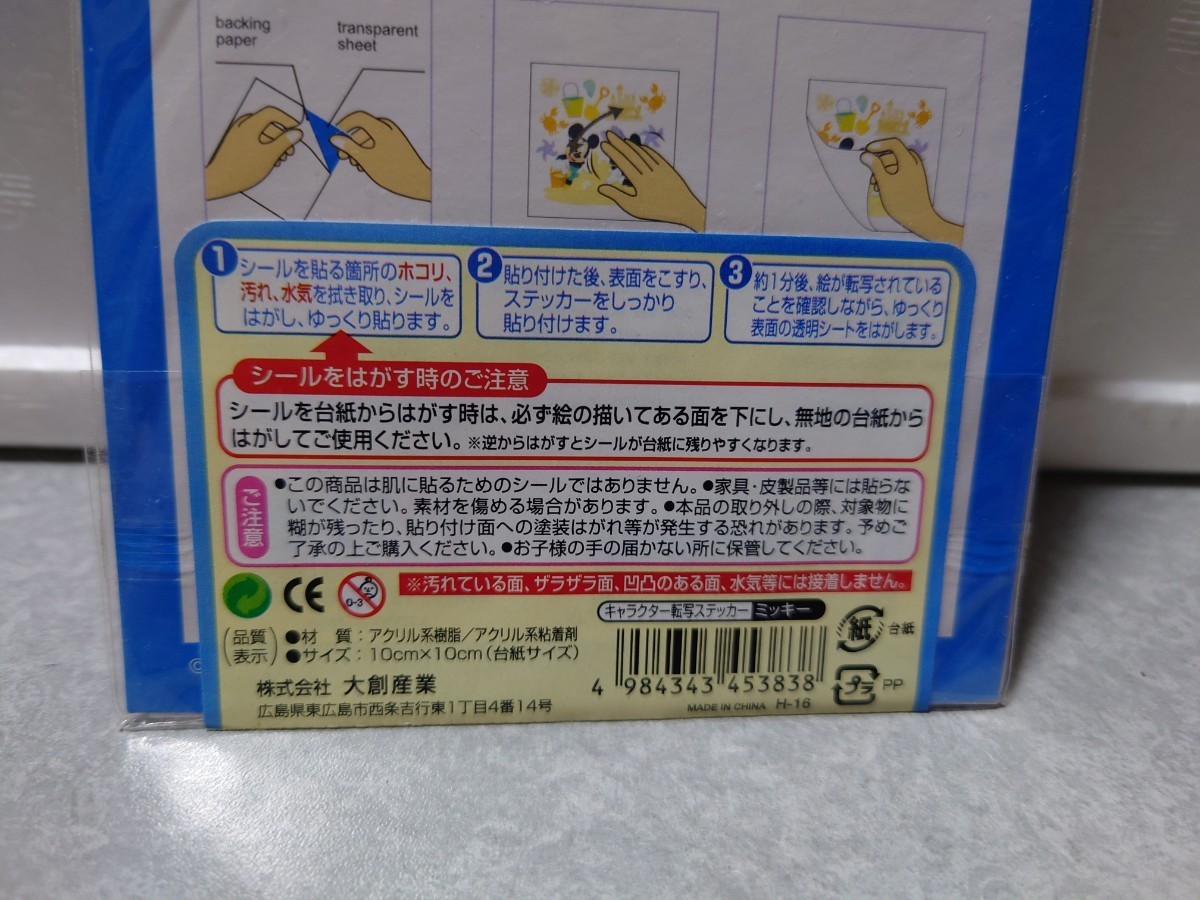 backing
paper
transparent
sheet
1 シールを貼る箇所のホコリ、
汚れ、水気を拭き取り、シールを
はがし、ゆっくり貼ります。
2 貼り付けた後、表面をこすり、
ステッカーをしっかり
貼り付けます。
3 約1分後、絵が転写されている
ことを確認しながら、ゆっくり
表面の透明シートをはがします。
シールをはがす時のご注意
シールを台紙からはがす時は、必ず絵の描いてある面を下にし、無地の台紙から
はがしてご使用ください。※逆からはがすとシールが台紙に残りやすくなります。
ご注意
●この商品は肌に貼るためのシールではありません。●家具・皮製品等には貼らな
いでください。素材を傷める場合があります。●本品の取り外しの際、対象物に
糊が残ったり、貼り付け面への塗装はがれ等が発生する恐れがあります。予めご
了承の上ご購入ください。●お子様の手の届かない所に保管してください。
CE
0-3
※汚れている面、ザラザラ面、凹凸のある面、水気等には接着しません。
キャラクター転写ステッカー ミッキー
紙 台紙
(品質表示)
●材 質：アクリル系樹脂／アクリル系粘着剤
●サイズ：10cm×10cm(台紙サイズ)
株式会社 大創産業
広島県東広島市西条吉行東1丁目4番14号
4 984343 453838
プラ PP
MADE IN CHINA H-16
©